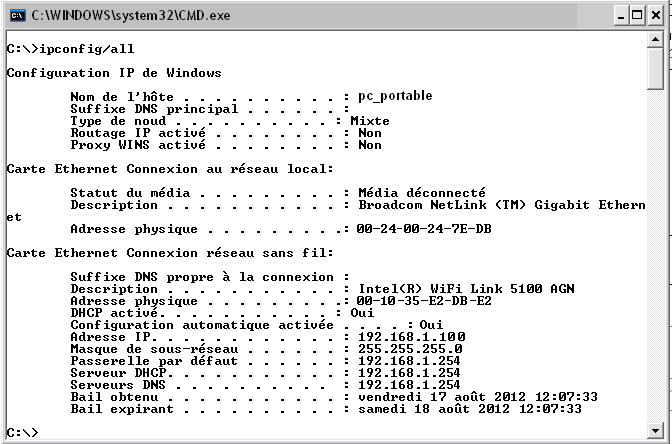 C:\WINDOWS\system32\CMD.exe
C:\>ipconfig/all
Configuration IP de Windows
Nom de l'hôte . . . . . . . . . . : pc_portable
Suffixe DNS principal . . . . . . :
Type de noud . . . . . . . . . . : Mixte
Routage IP activé . . . . . . . . : Non
Proxy WINS activé . . . . . . . . : Non
Carte Ethernet Connexion au réseau local:
Statut du média . . . . . . . . . : Média déconnecté
Description . . . . . . . . . . . : Broadcom NetLink (TM) Gigabit Ethern
et
Adresse physique . . . . . . . . .: 00-24-00-24-7E-DB
Carte Ethernet Connexion réseau sans fil:
Suffixe DNS propre à la connexion :
Description . . . . . . . . . . . : Intel(R) WiFi Link 5100 AGN
Adresse physique . . . . . . . . .: 00-10-35-E2-DB-E2
DHCP activé. . . . . . . . . . . : Oui
Configuration automatique activée . . . . : Oui
Adresse IP. . . . . . . . . . . . : 192.168.1.100
Masque de sous-réseau . . . . . . : 255.255.255.0
Passerelle par défaut . . . . . . : 192.168.1.254
Serveur DHCP. . . . . . . . . . . : 192.168.1.254
Serveurs DNS . . . . . . . . . . : 192.168.1.254
Bail obtenu . . . . . . . . . . . : vendredi 17 août 2012 12:07:33
Bail expirant . . . . . . . . . . : samedi 18 août 2012 12:07:33
C:\>